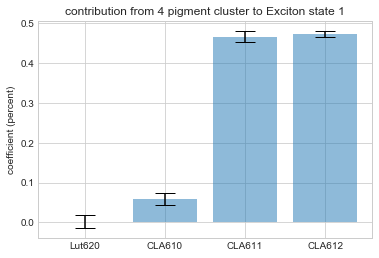 contribution from 4 pigment cluster to Exciton state 1
coefficient (percent)
0.5
0.4
0.3
0.2
0.1
0.0
Lut620 CLA610 CLA611 CLA612